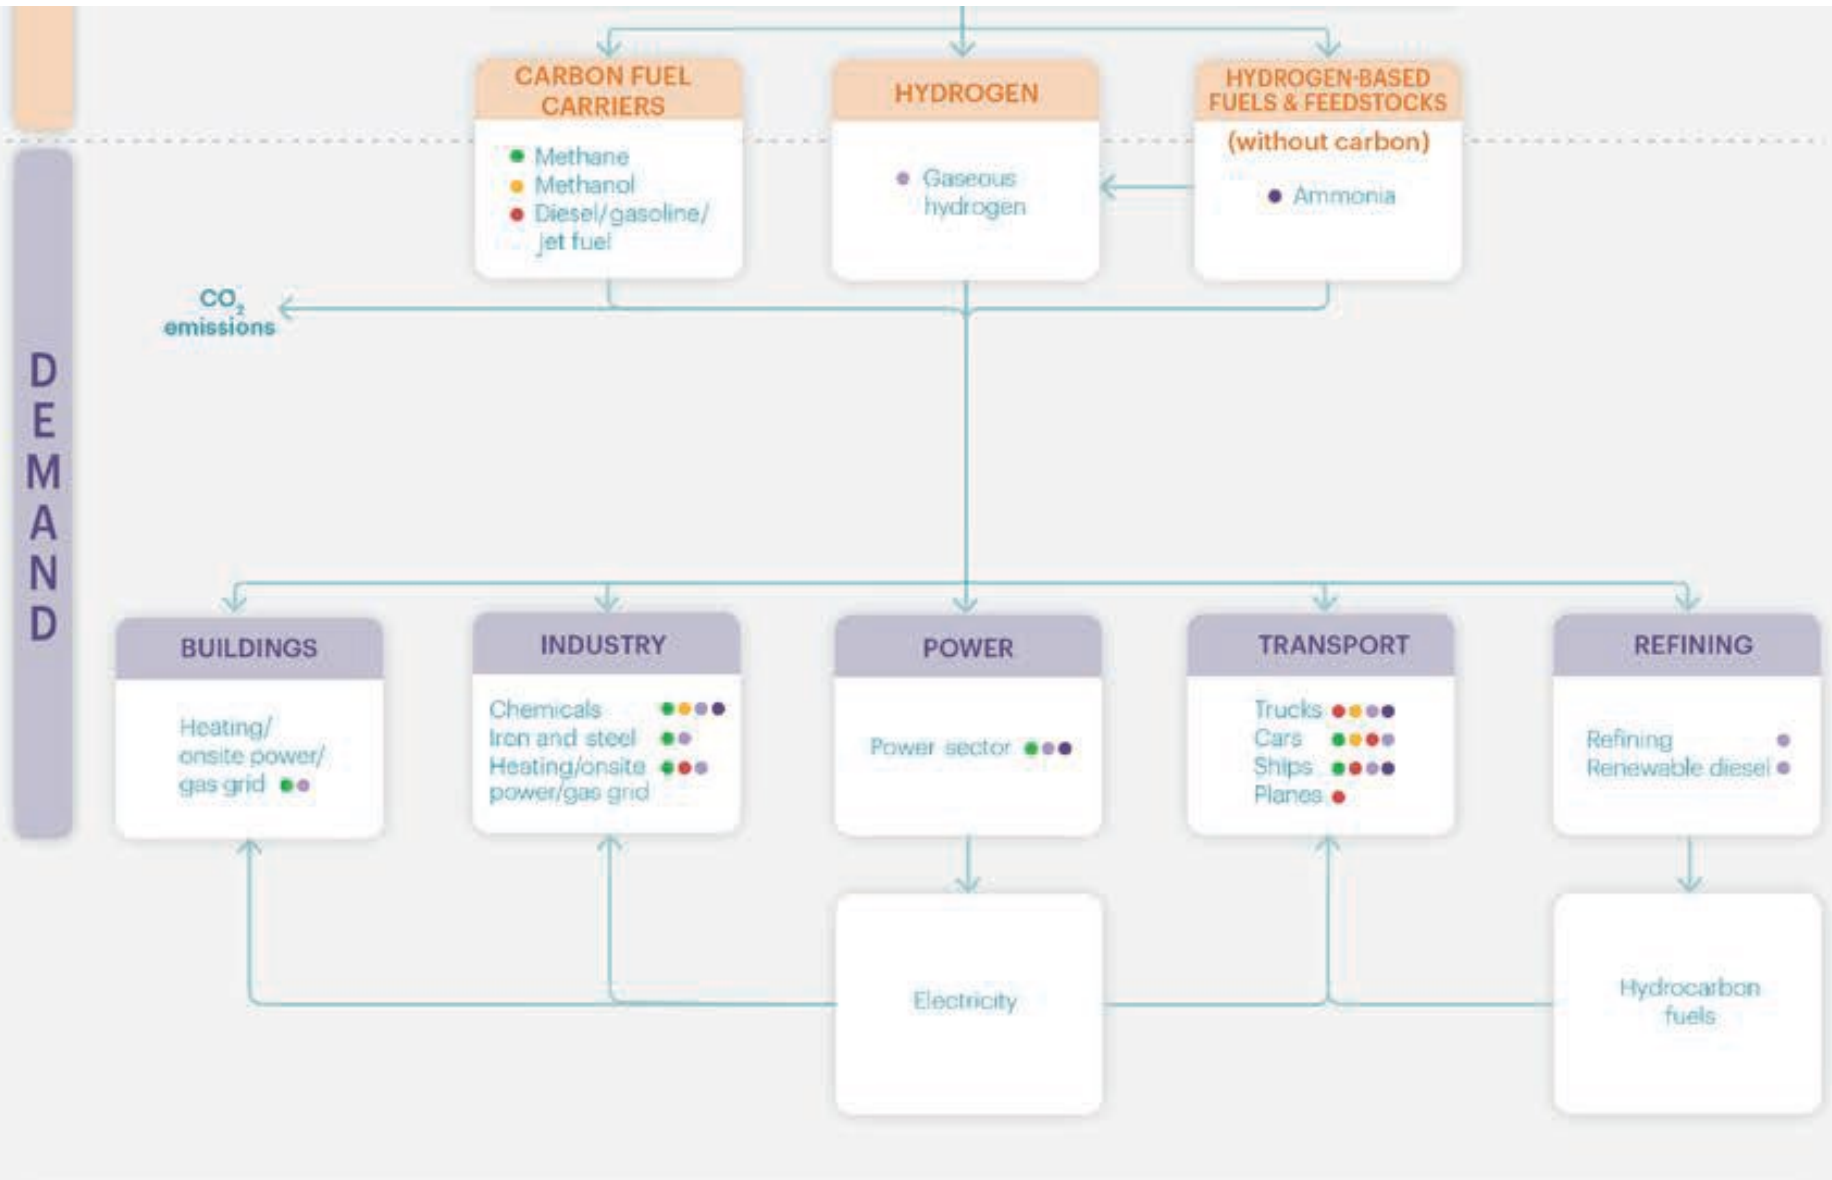 CARBON FUEL
CARRIERS
Methane
Methanol
Diesel/gasoline/
jet fuel
HYDROGEN
Gaseous
hydrogen
HYDROGEN-BASED
FUELS & FEEDSTOCKS
(without carbon)
Ammonia
CO₂
emissions
DEMAND
BUILDINGS
Heating/
onsite power/
gas grid
INDUSTRY
Chemicals
Iron and steel
Heating/onsite
power/gas grid
POWER
Power sector
TRANSPORT
Trucks
Cars
Ships
Planes
REFINING
Refining
Renewable diesel
Electricity
Hydrocarbon
fuels